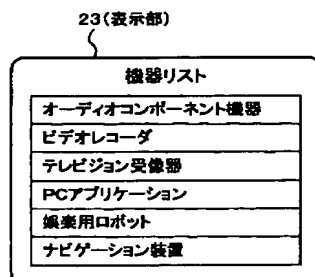 23(表示部)
機器リスト
オーディオコンポーネント機器
ビデオレコーダ
テレビジョン受像器
PCアプリケーション
娯楽用ロボット
ナビゲーション装置